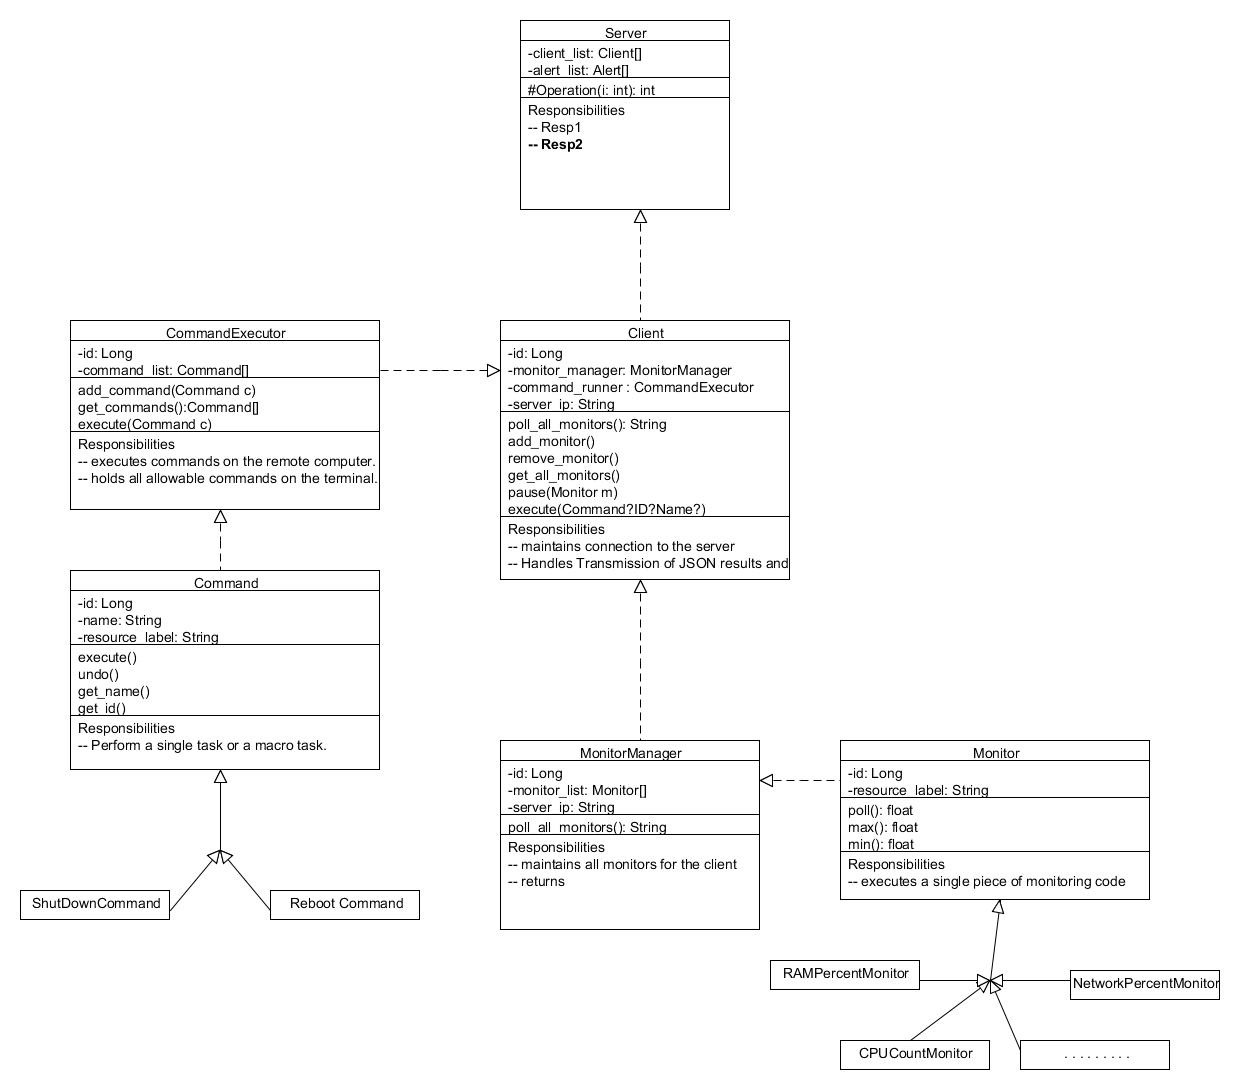 Server
-client_list: Client[]
-alert_list: Alert[]
#Operation(i: int): int
Responsibilities
-- Resp1
-- Resp2
CommandExecutor
-id: Long
-command_list: Command[]
add_command(Command c)
get_commands():Command[]
execute(Command c)
Responsibilities
-- executes commands on the remote computer.
-- holds all allowable commands on the terminal.
Client
-id: Long
-monitor_manager: MonitorManager
-command_runner : CommandExecutor
-server_ip: String
poll_all_monitors(): String
add_monitor()
remove_monitor()
get_all_monitors()
pause(Monitor m)
execute(Command?ID?Name?)
Responsibilities
-- maintains connection to the server
-- Handles Transmission of JSON results and
Command
-id: Long
-name: String
-resource_label: String
execute()
undo()
get_name()
get_id()
Responsibilities
-- Perform a single task or a macro task.
ShutDownCommand
Reboot Command
MonitorManager
-id: Long
-monitor_list: Monitor[]
-server_ip: String
poll_all_monitors(): String
Responsibilities
-- maintains all monitors for the client
-- returns
Monitor
-id: Long
-resource_label: String
poll(): float
max(): float
min(): float
Responsibilities
-- executes a single piece of monitoring code
RAMPercentMonitor
NetworkPercentMonitor
CPUCountMonitor
. . . . . . . . .